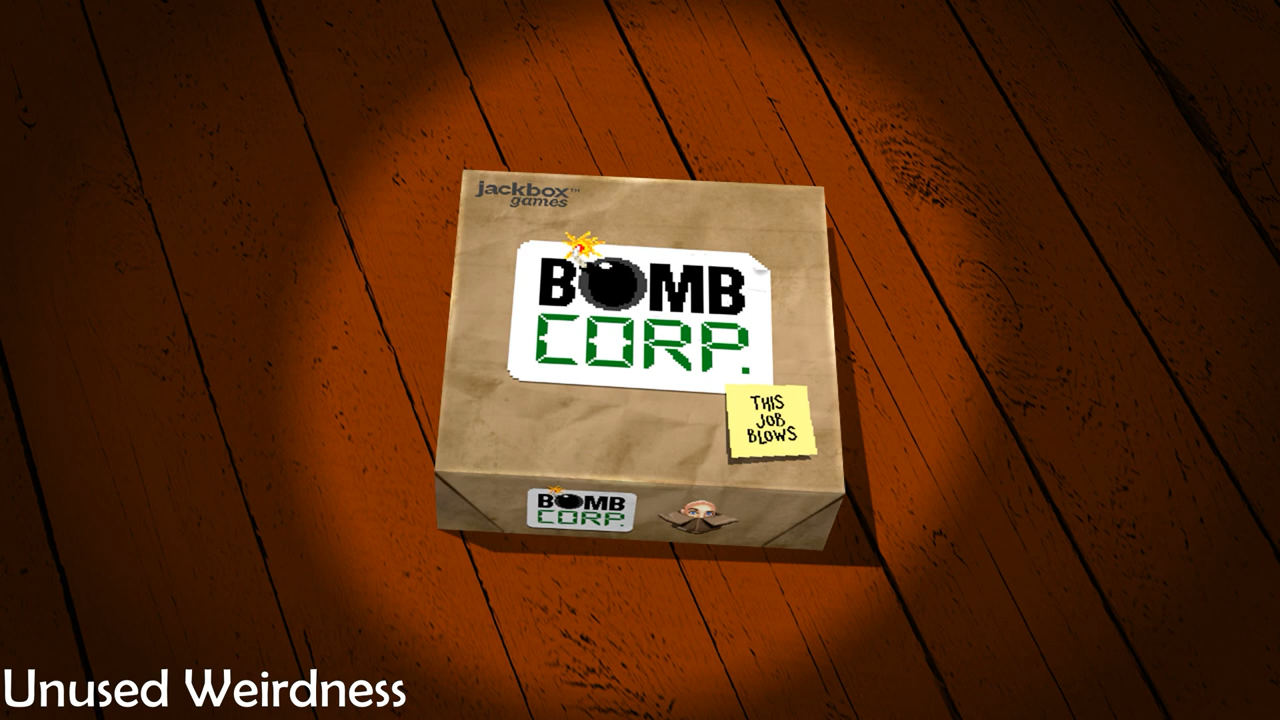 jackbox™
games
BOMB
CORP.
THIS
JOB
BLOWS
BOMB
CORP.
Unused Weirdness